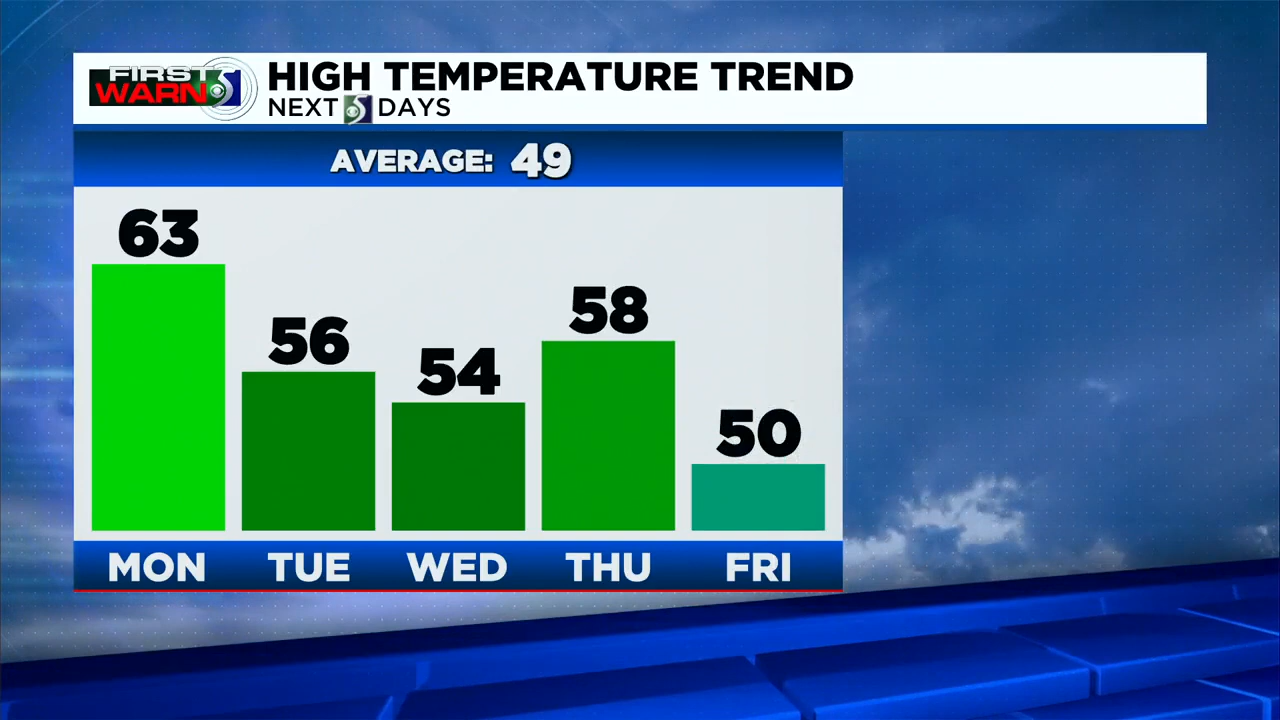 FIRST
WARN 5
HIGH TEMPERATURE TREND
NEXT 5 DAYS
AVERAGE: 49
63
56
54
58
50
MON TUE WED THU FRI